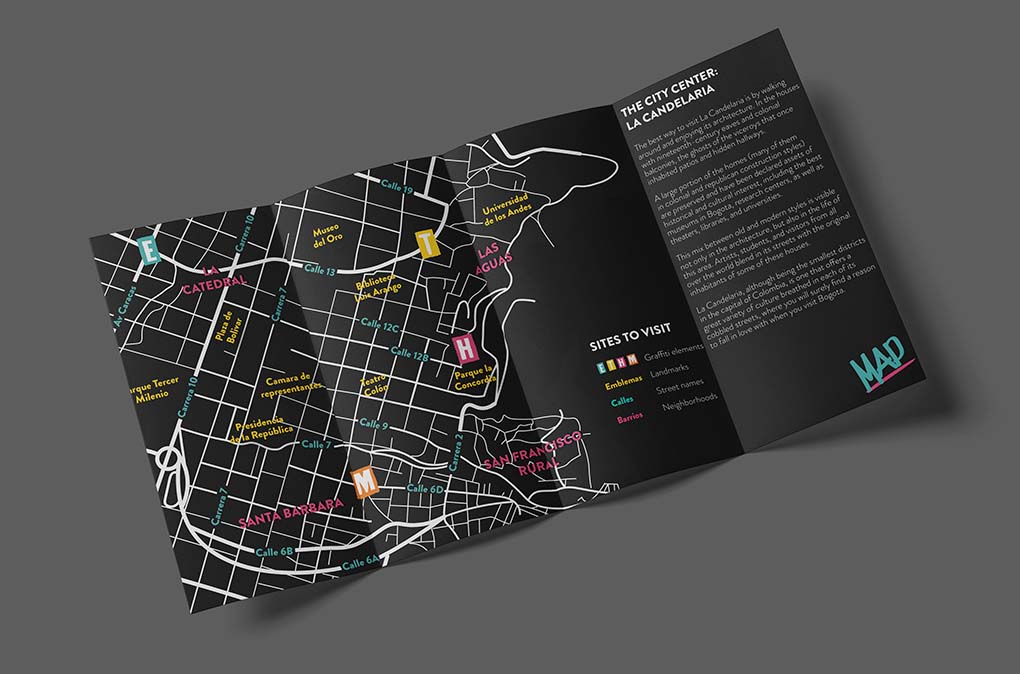 Calle 19
Universidad
de los Andes
Museo
del Oro
Carrera 10
E
T
LAS
AGUAS
LA
CATEDRAL
Calle 13
Biblioteca
Luis Arango
Av Caracas
Carrera 7
Plaza de
Bolívar
Calle 12C
Calle 12B
H
Parque la
Concordia
Parque Tercer
Milenio
Carrera 10
Camara de
representantes
Teatro
Colón
Presidencia
de la República
Calle 9
Calle 7
Carrera 2
SAN FRANCISCO
RURAL
M
Calle 6D
Carrera 7
SANTA BARBARA
Calle 6B
Calle 6A
SITES TO VISIT
E T H M Graffiti elements
Emblemas Landmarks
Calles Street names
Barrios Neighborhoods
THE CITY CENTER:
LA CANDELARIA
The best way to visit La Candelaria is by walking
around and enjoying its architecture. In the houses
with nineteenth- century eaves and colonial
balconies, the ghosts of the viceroys that once
inhabited patios and hidden hallways.
A large portion of the homes (many of them
in colonial and republican construction styles)
are preserved and have been declared assets of
historical and cultural interest, including the best
museums in Bogota, research centers, as well as
theaters, libraries, and universities.
This mix between old and modern styles is visible
not only in the architecture, but also in the life of
this area. Artists, students, and visitors from all
over the world blend in its streets with the original
inhabitants of some of these houses.
La Candelaria, although being the smallest districts
in the capital of Colombia, is one that offers a
great variety of culture breathed in each of its
cobbled streets, where you will surely find a reason
to fall in love with when you visit Bogota.
MAD